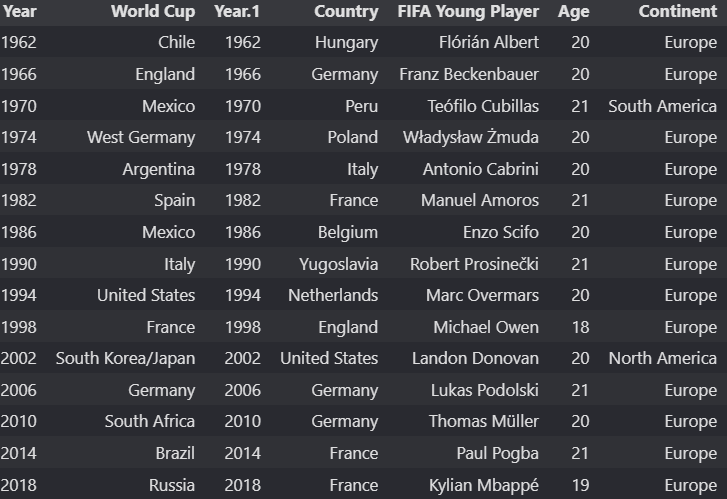 Year World Cup Year.1 Country FIFA Young Player Age Continent
1962 Chile 1962 Hungary Flórián Albert 20 Europe
1966 England 1966 Germany Franz Beckenbauer 20 Europe
1970 Mexico 1970 Peru Teófilo Cubillas 21 South America
1974 West Germany 1974 Poland Władysław Żmuda 20 Europe
1978 Argentina 1978 Italy Antonio Cabrini 20 Europe
1982 Spain 1982 France Manuel Amoros 21 Europe
1986 Mexico 1986 Belgium Enzo Scifo 20 Europe
1990 Italy 1990 Yugoslavia Robert Prosinečki 21 Europe
1994 United States 1994 Netherlands Marc Overmars 20 Europe
1998 France 1998 England Michael Owen 18 Europe
2002 South Korea/Japan 2002 United States Landon Donovan 20 North America
2006 Germany 2006 Germany Lukas Podolski 21 Europe
2010 South Africa 2010 Germany Thomas Müller 20 Europe
2014 Brazil 2014 France Paul Pogba 21 Europe
2018 Russia 2018 France Kylian Mbappé 19 Europe